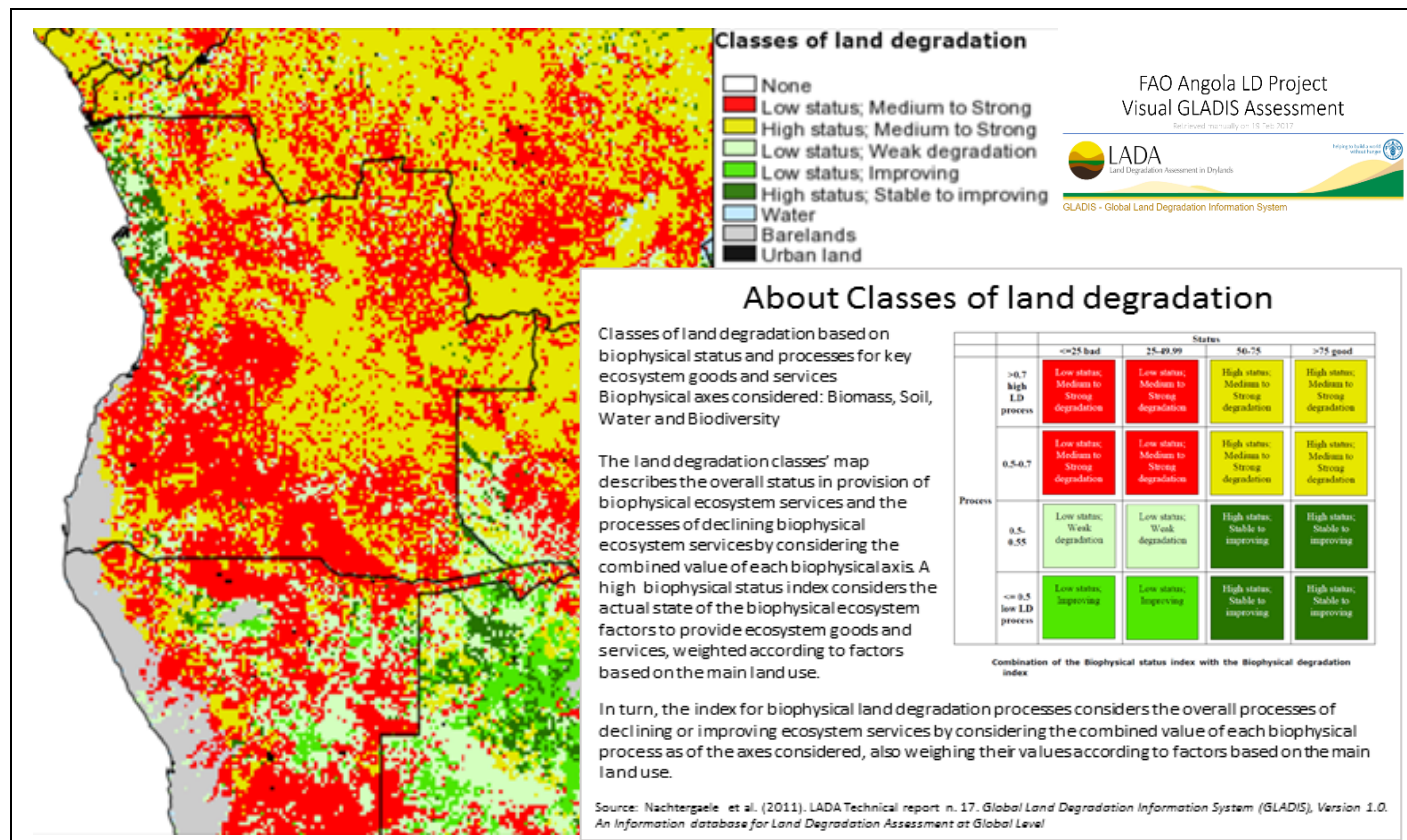 Classes of land degradation
None
Low status; Medium to Strong
High status; Medium to Strong
Low status; Weak degradation
Low status; Improving
High status; Stable to improving
Water
Barelands
Urban land
FAO Angola LD Project
Visual GLADIS Assessment
Retrieved manually on 16 Feb 2017
LADA
Land Degradation Assessment in Drylands
helping to build a world
without hunger
GLADIS - Global Land Degradation Information System
About Classes of land degradation
Classes of land degradation based on
biophysical status and processes for key
ecosystem goods and services
Biophysical axes considered: Biomass, Soil,
Water and Biodiversity
The land degradation classes’ map
describes the overall status in provision of
biophysical ecosystem services and the
processes of declining biophysical
ecosystem services by considering the
combined value of each biophysical axis. A
high biophysical status index considers the
actual state of the biophysical ecosystem
factors to provide ecosystem goods and
services, weighted according to factors
based on the main land use.
Status
<=25 bad 25-49.99 50-75 >75 good
Process
>0.7
high
LD
process
Low status;
Medium to
Strong
degradation
Low status;
Medium to
Strong
degradation
High status;
Medium to
Strong
degradation
High status;
Medium to
Strong
degradation
0.5-0.7
Low status;
Medium to
Strong
degradation
Low status;
Medium to
Strong
degradation
High status;
Medium to
Strong
degradation
High status;
Medium to
Strong
degradation
0.5-
0.55
Low status;
Weak
degradation
Low status;
Weak
degradation
High status;
Stable to
improving
High status;
Stable to
improving
<= 0.5
low LD
process
Low status;
Improving
Low status;
Improving
High status;
Stable to
improving
High status;
Stable to
improving
Combination of the Biophysical status index with the Biophysical degradation
index
In turn, the index for biophysical land degradation processes considers the overall processes of
declining or improving ecosystem services by considering the combined value of each biophysical
process as of the axes considered, also weighing their values according to factors based on the main
land use.
Source: Nachtergaele et al. (2011). LADA Technical report n. 17. Global Land Degradation Information System (GLADIS), Version 1.0.
An Information database for Land Degradation Assessment at Global Level